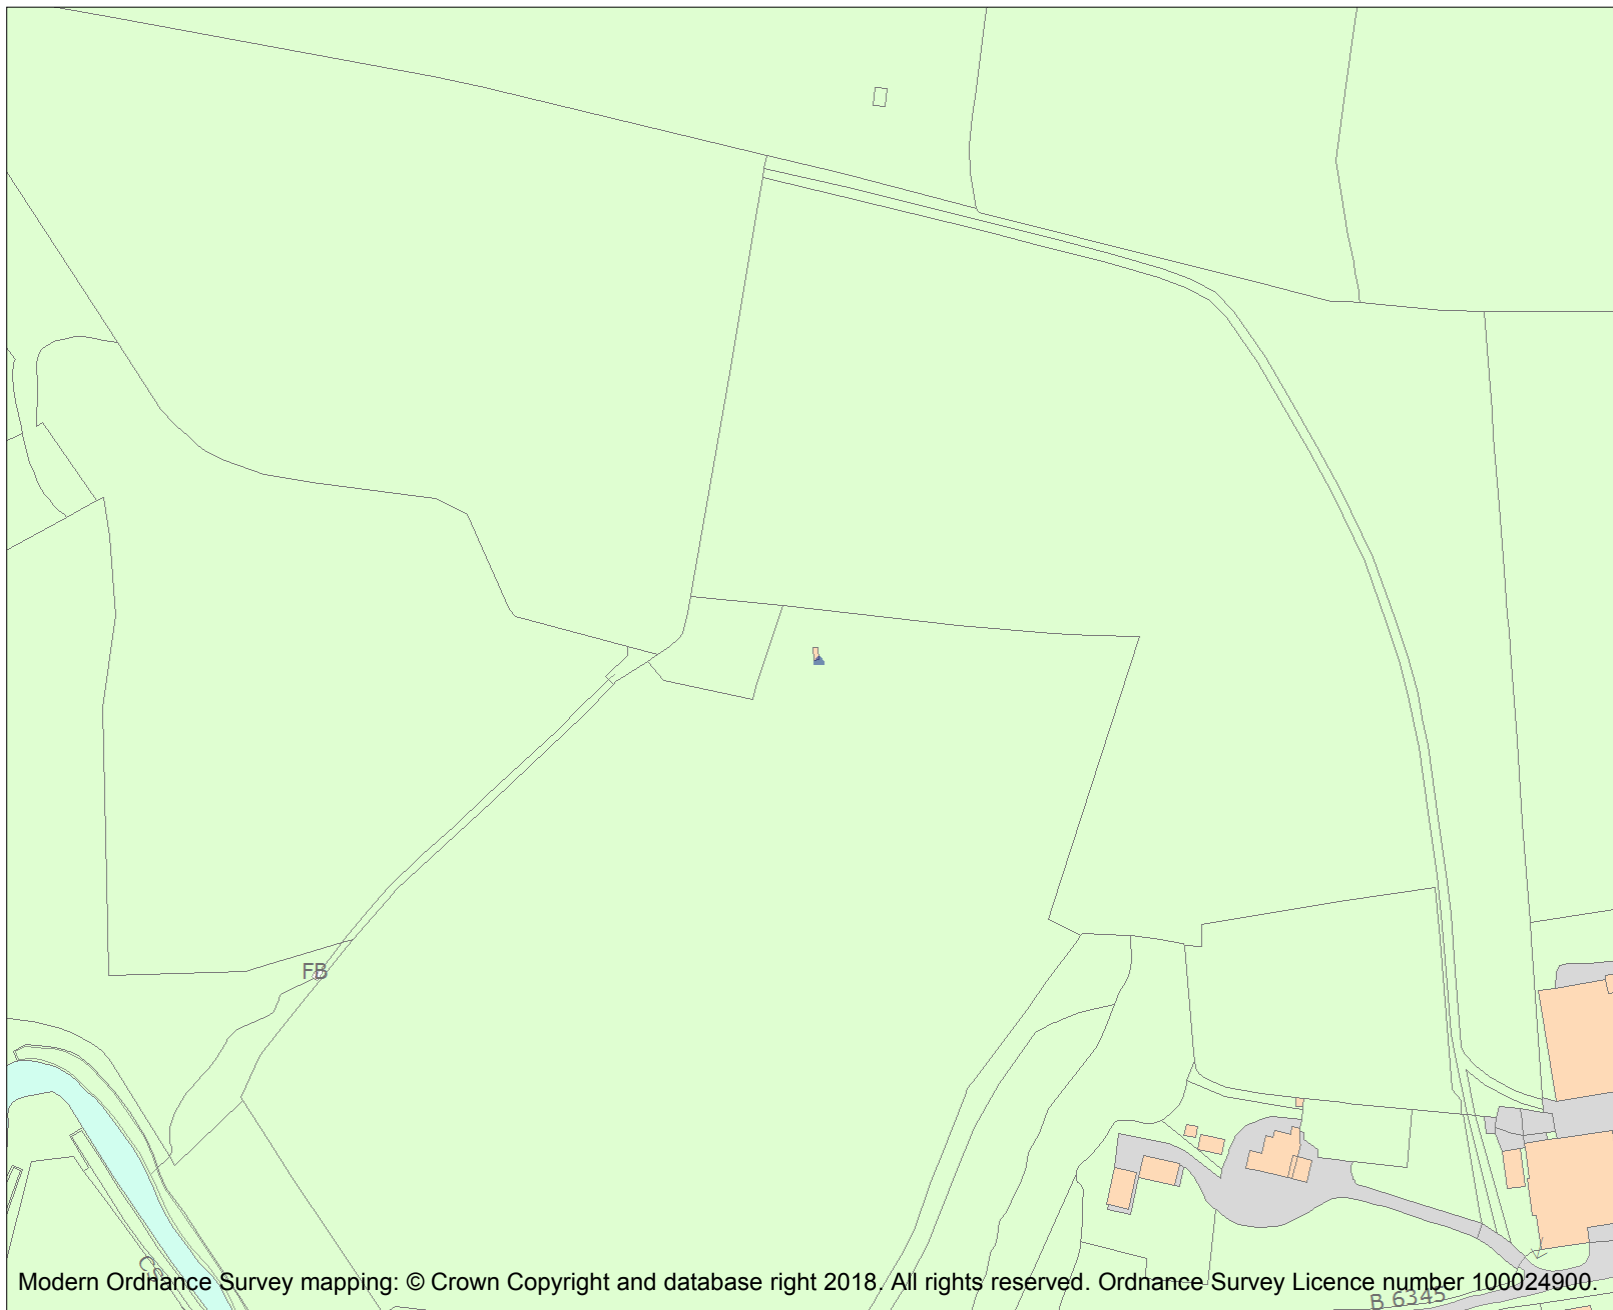 FB
CS
Modern Ordnance Survey mapping: © Crown Copyright and database right 2018. All rights reserved. Ordnance Survey Licence number 100024900.
B 6345